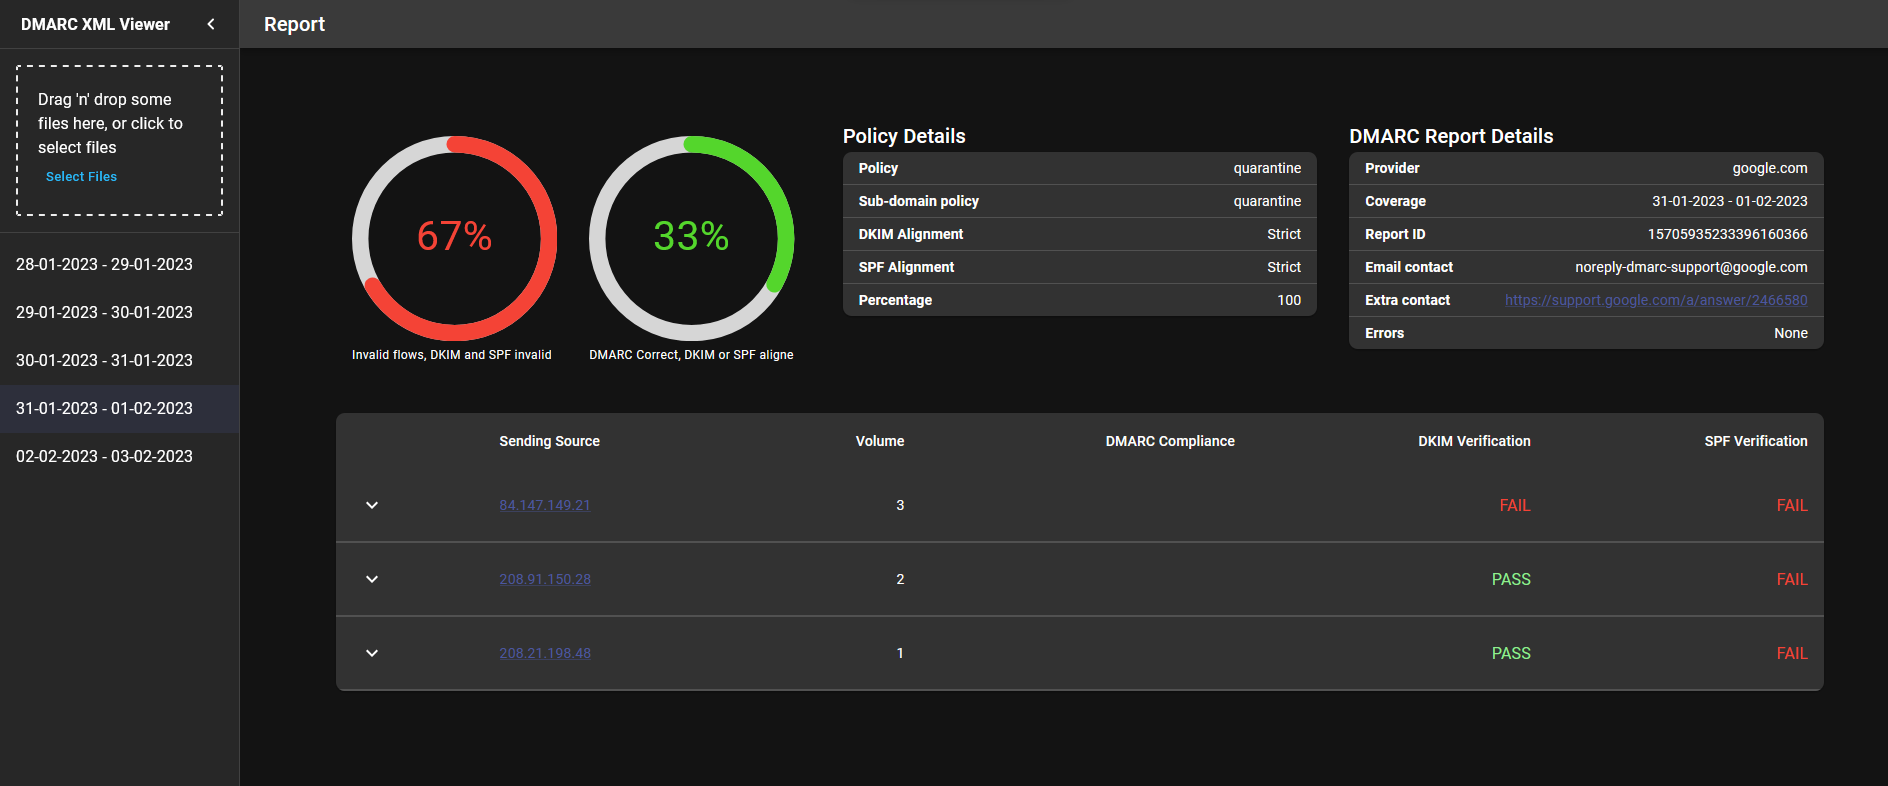 DMARC XML Viewer
Report
Drag 'n' drop some
files here, or click to
select files
Select Files
28-01-2023 - 29-01-2023
29-01-2023 - 30-01-2023
30-01-2023 - 31-01-2023
31-01-2023 - 01-02-2023
02-02-2023 - 03-02-2023
67%
Invalid flows, DKIM and SPF invalid
33%
DMARC Correct, DKIM or SPF aligne
Policy Details
Policy quarantine
Sub-domain policy quarantine
DKIM Alignment Strict
SPF Alignment Strict
Percentage 100
DMARC Report Details
Provider google.com
Coverage 31-01-2023 - 01-02-2023
Report ID 15705935233396160366
Email contact noreply-dmarc-support@google.com
Extra contact https://support.google.com/a/answer/2466580
Errors None
Sending Source Volume DMARC Compliance DKIM Verification SPF Verification
84.147.149.21 3 FAIL FAIL
208.91.150.28 2 PASS FAIL
208.21.198.48 1 PASS FAIL